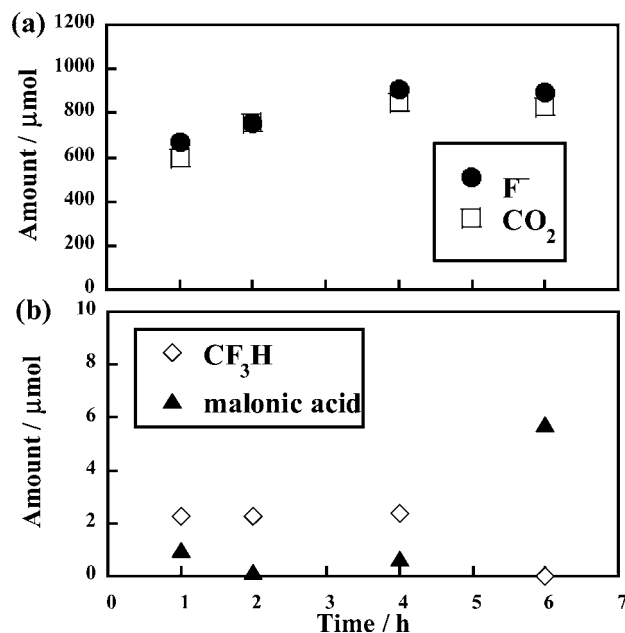 (a)
1200
1000
800
600
400
200
0
Amount / μmol
F⁻
CO₂
(b)
10
8
6
4
2
0
Amount / μmol
CF₃H
malonic acid
0 1 2 3 4 5 6 7
Time / h